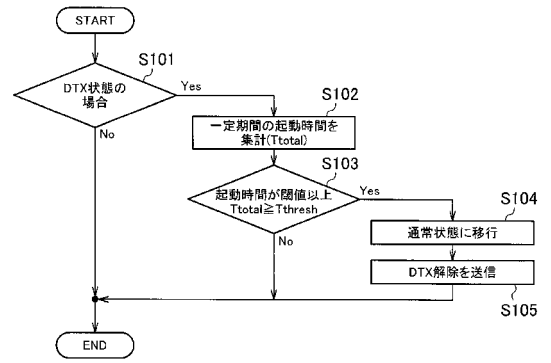 START
S101
DTX状態の
場合
Yes
No
S102
一定期間の起動時間を
集計(Ttotal)
S103
起動時間が閾値以上
Ttotal≧Tthresh
Yes
No
S104
通常状態に移行
DTX解除を送信
S105
END